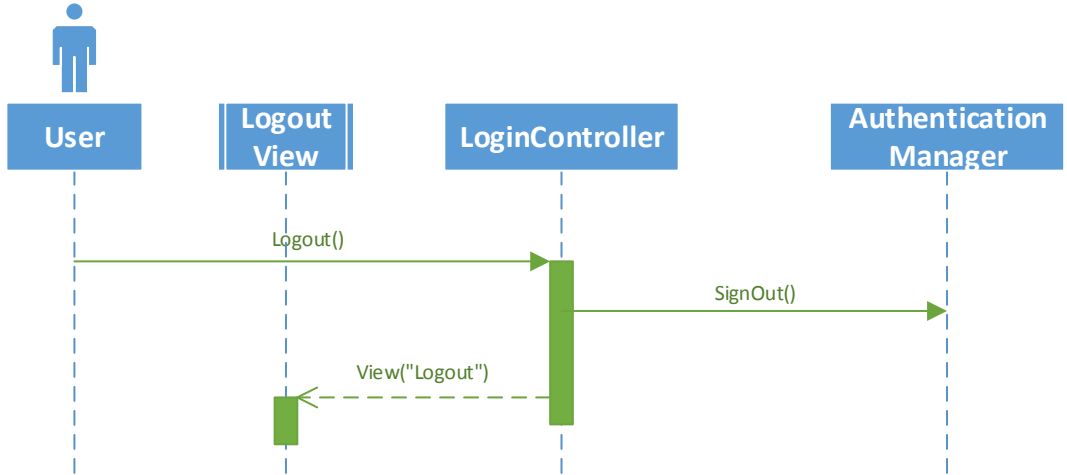 User
Logout
View
LoginController
Authentication
Manager
Logout()
SignOut()
View("Logout")